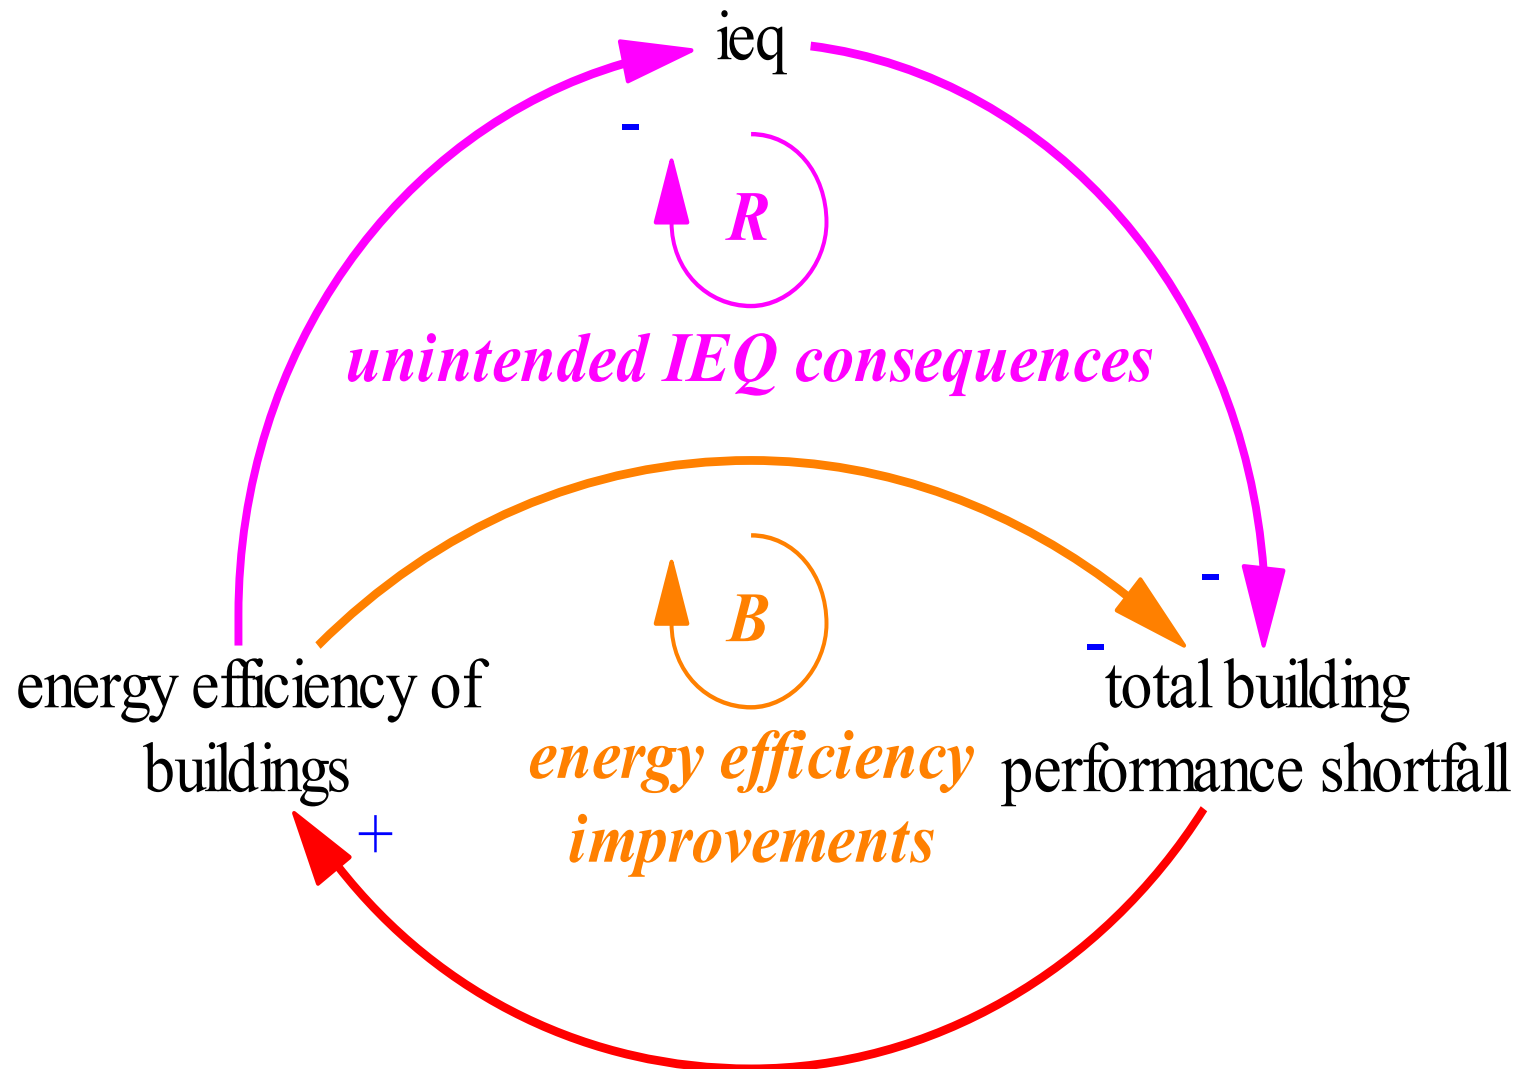 ieq
-
R
unintended IEQ consequences
-
B
-
energy efficiency of
buildings
total building
performance shortfall
energy efficiency
improvements
+